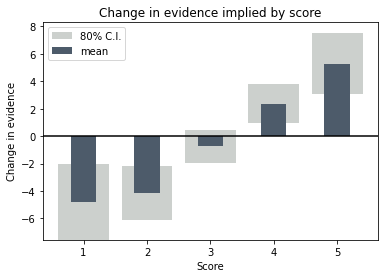 Change in evidence implied by score
80% C.I.
mean
8
6
4
2
0
−2
−4
−6
Change in evidence
1 2 3 4 5
Score